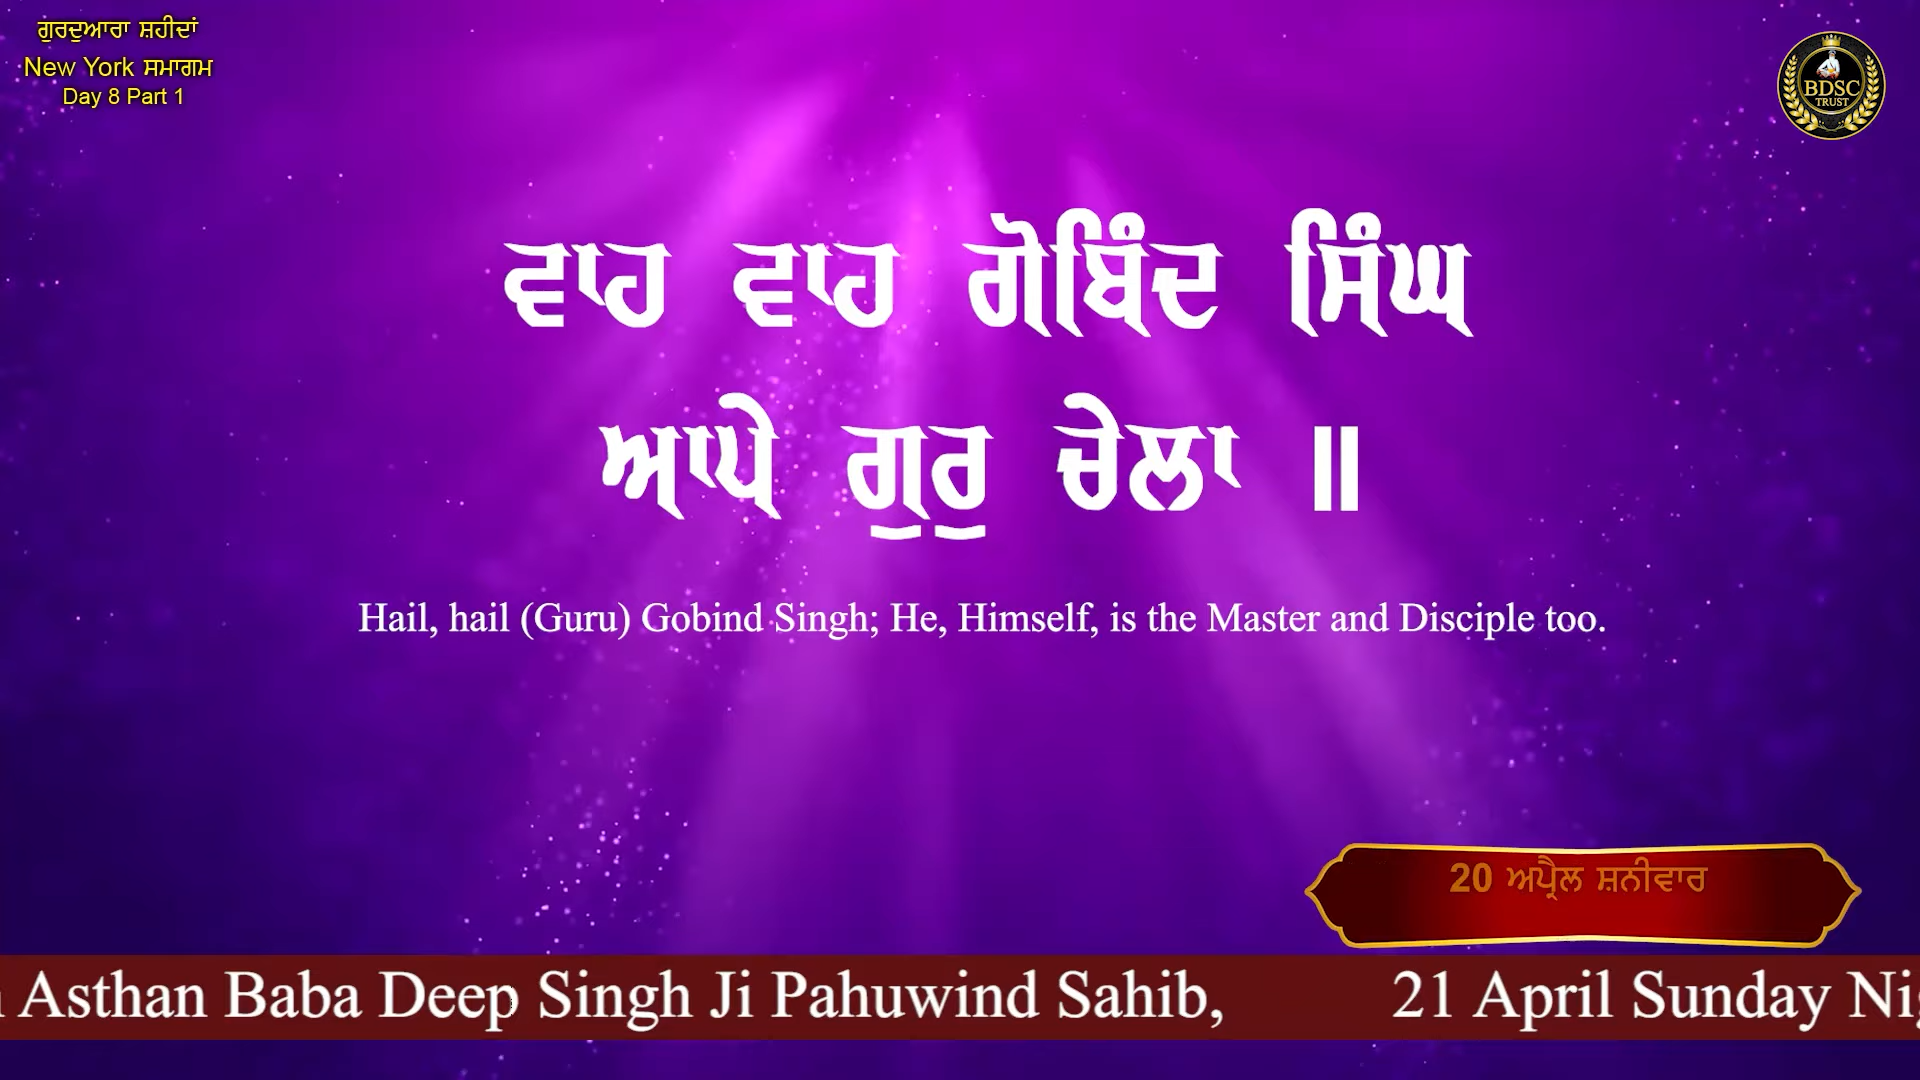 ਗੁਰਦੁਆਰਾ ਸ਼ਹੀਦਾਂ
New York ਸਮਾਗਮ
Day 8 Part 1
BDSC
TRUST
ਵਾਹ ਵਾਹ ਗੋਬਿੰਦ ਸਿੰਘ
ਆਪੇ ਗੁਰੁ ਚੇਲਾ ॥
Hail, hail (Guru) Gobind Singh; He, Himself, is the Master and Disciple too.
20 ਅਪ੍ਰੈਲ ਸ਼ਨੀਵਾਰ
Asthan Baba Deep Singh Ji Pahuwind Sahib, 21 April Sunday